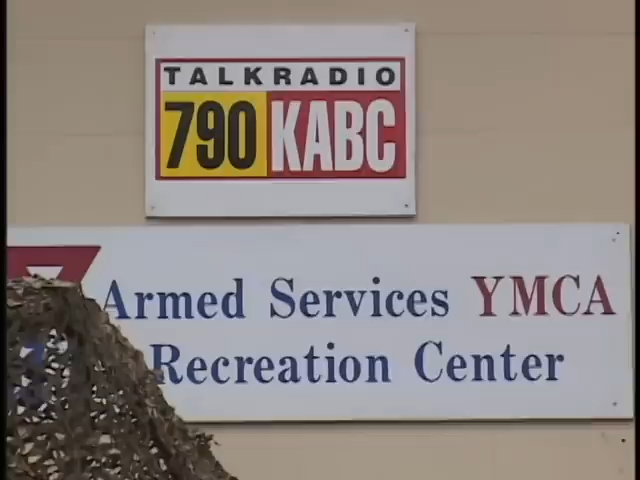 TALKRADIO
790 KABC
Armed Services YMCA
Recreation Center